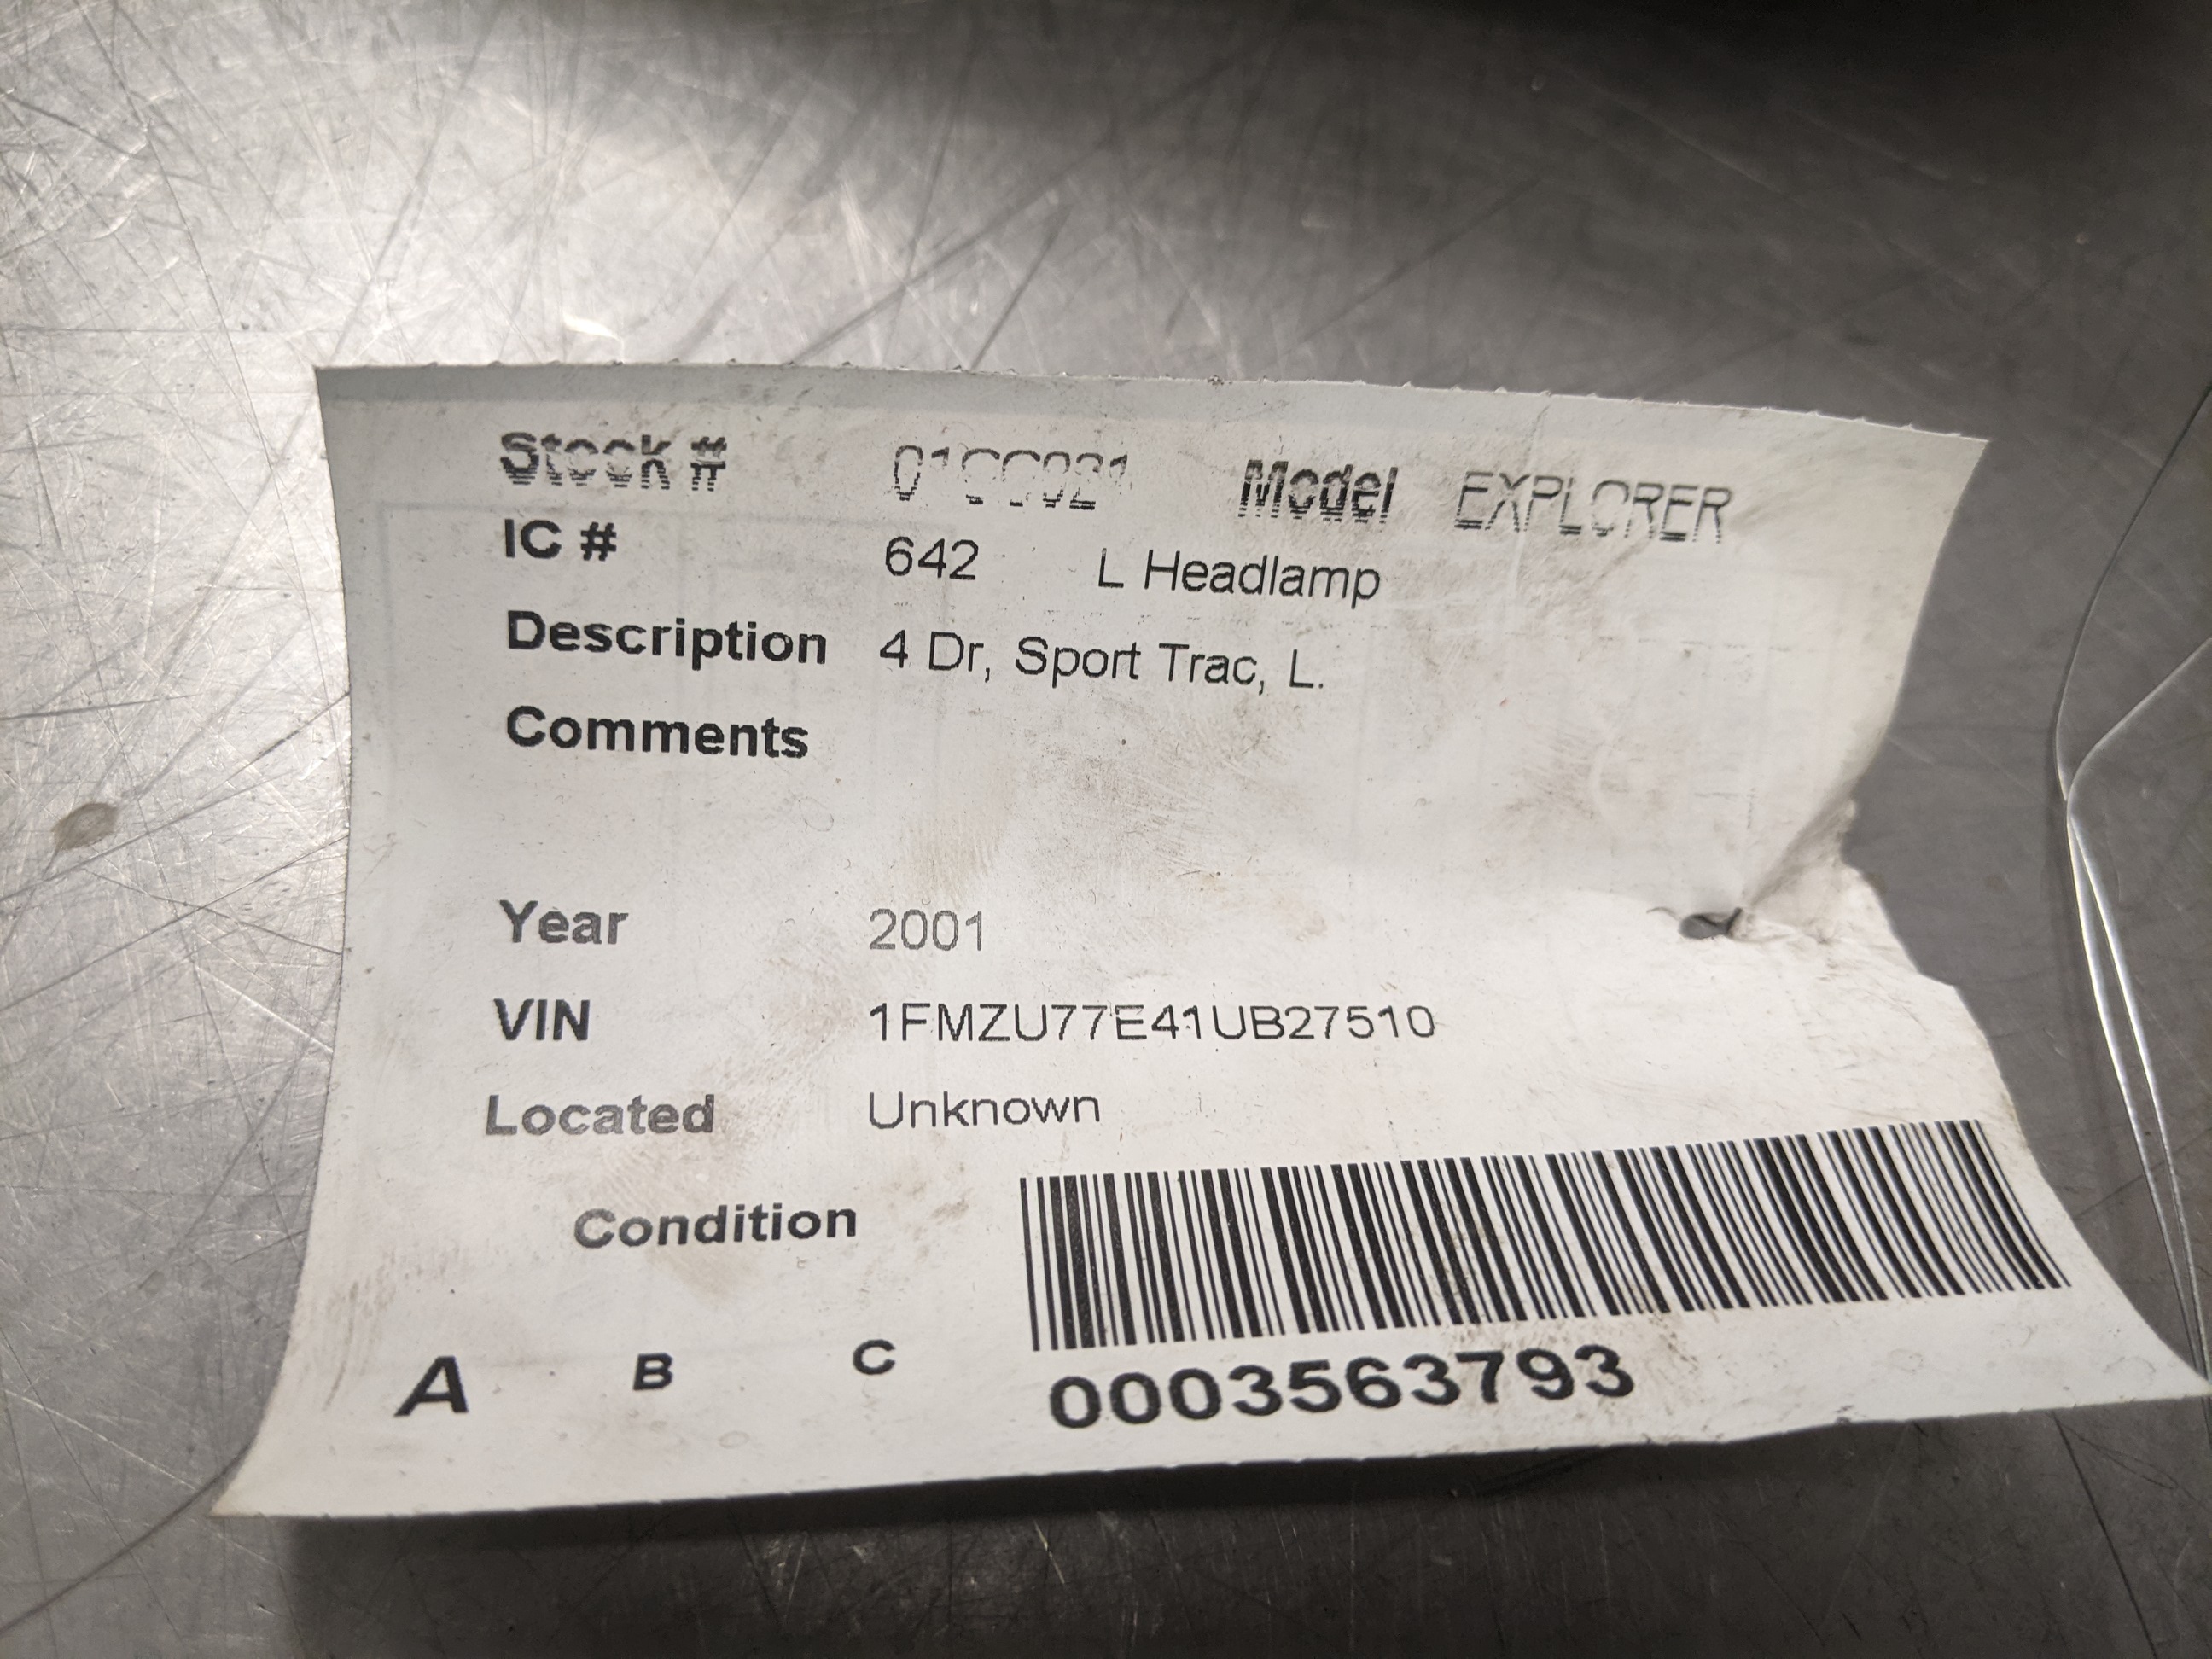 Stock # 01CC021 Model EXPLORER
IC # 642 L Headlamp
Description 4 Dr, Sport Trac, L.
Comments
Year 2001
VIN 1FMZU77E41UB27510
Located Unknown
Condition
A B C
0003563793